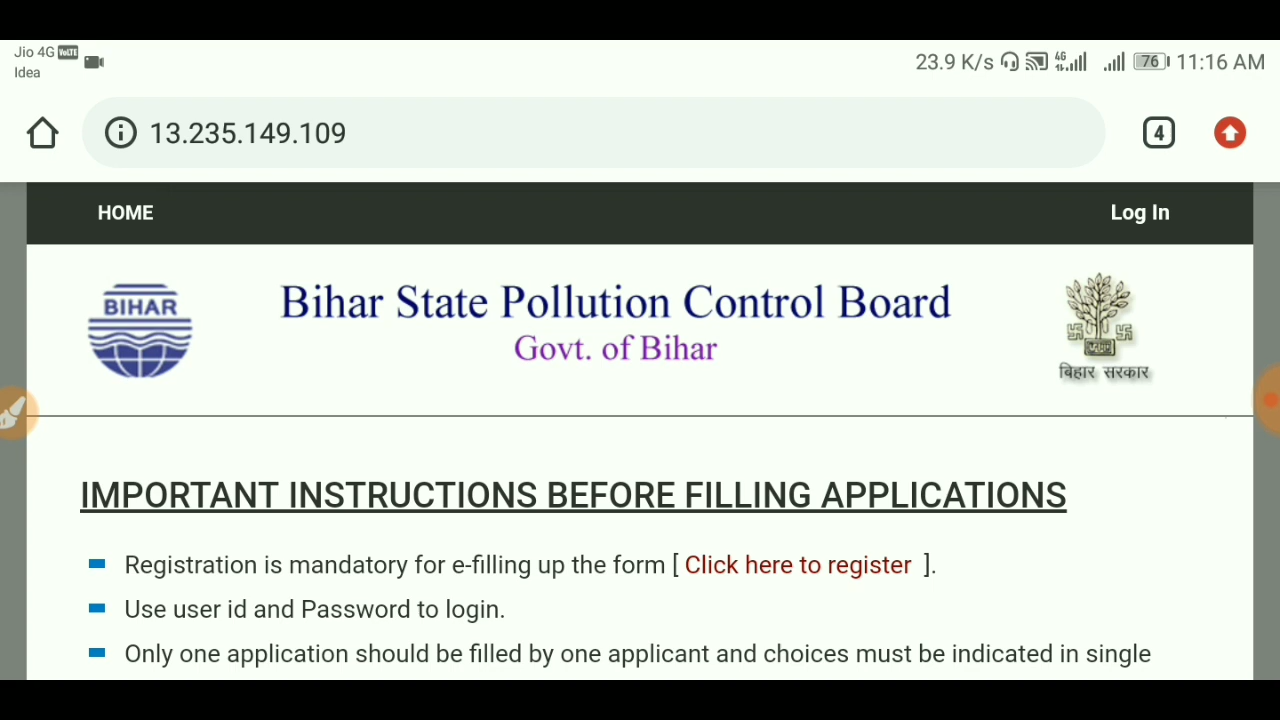 Jio 4G VoLTE
Idea
23.9 K/s 4G 76 11:16 AM
13.235.149.109
4
HOME
Log In
BIHAR
Bihar State Pollution Control Board
Govt. of Bihar
बिहार सरकार
IMPORTANT INSTRUCTIONS BEFORE FILLING APPLICATIONS
Registration is mandatory for e-filling up the form [ Click here to register ].
Use user id and Password to login.
Only one application should be filled by one applicant and choices must be indicated in single